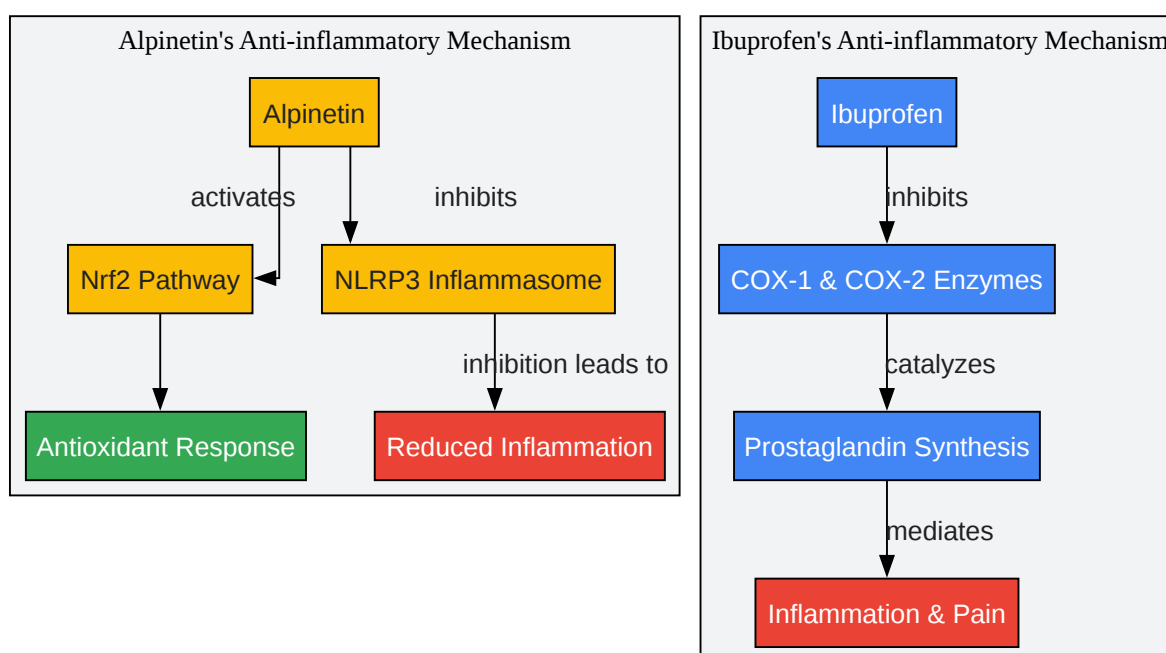 Alpinetin's Anti-inflammatory Mechanism
Alpinetin
activates
inhibits
Nrf2 Pathway
NLRP3 Inflammasome
inhibition leads to
Antioxidant Response
Reduced Inflammation
Ibuprofen's Anti-inflammatory Mechanism
Ibuprofen
inhibits
COX-1 & COX-2 Enzymes
catalyzes
Prostaglandin Synthesis
mediates
Inflammation & Pain